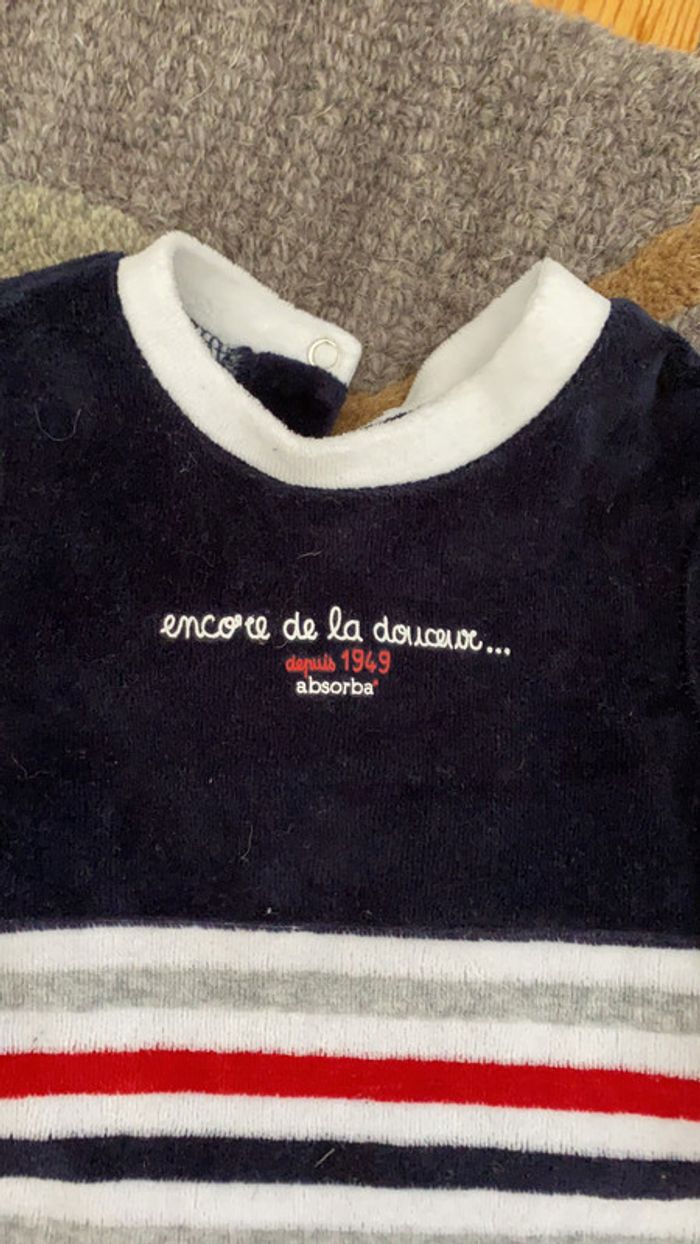 encore de la douceur...
depuis 1949
absorba